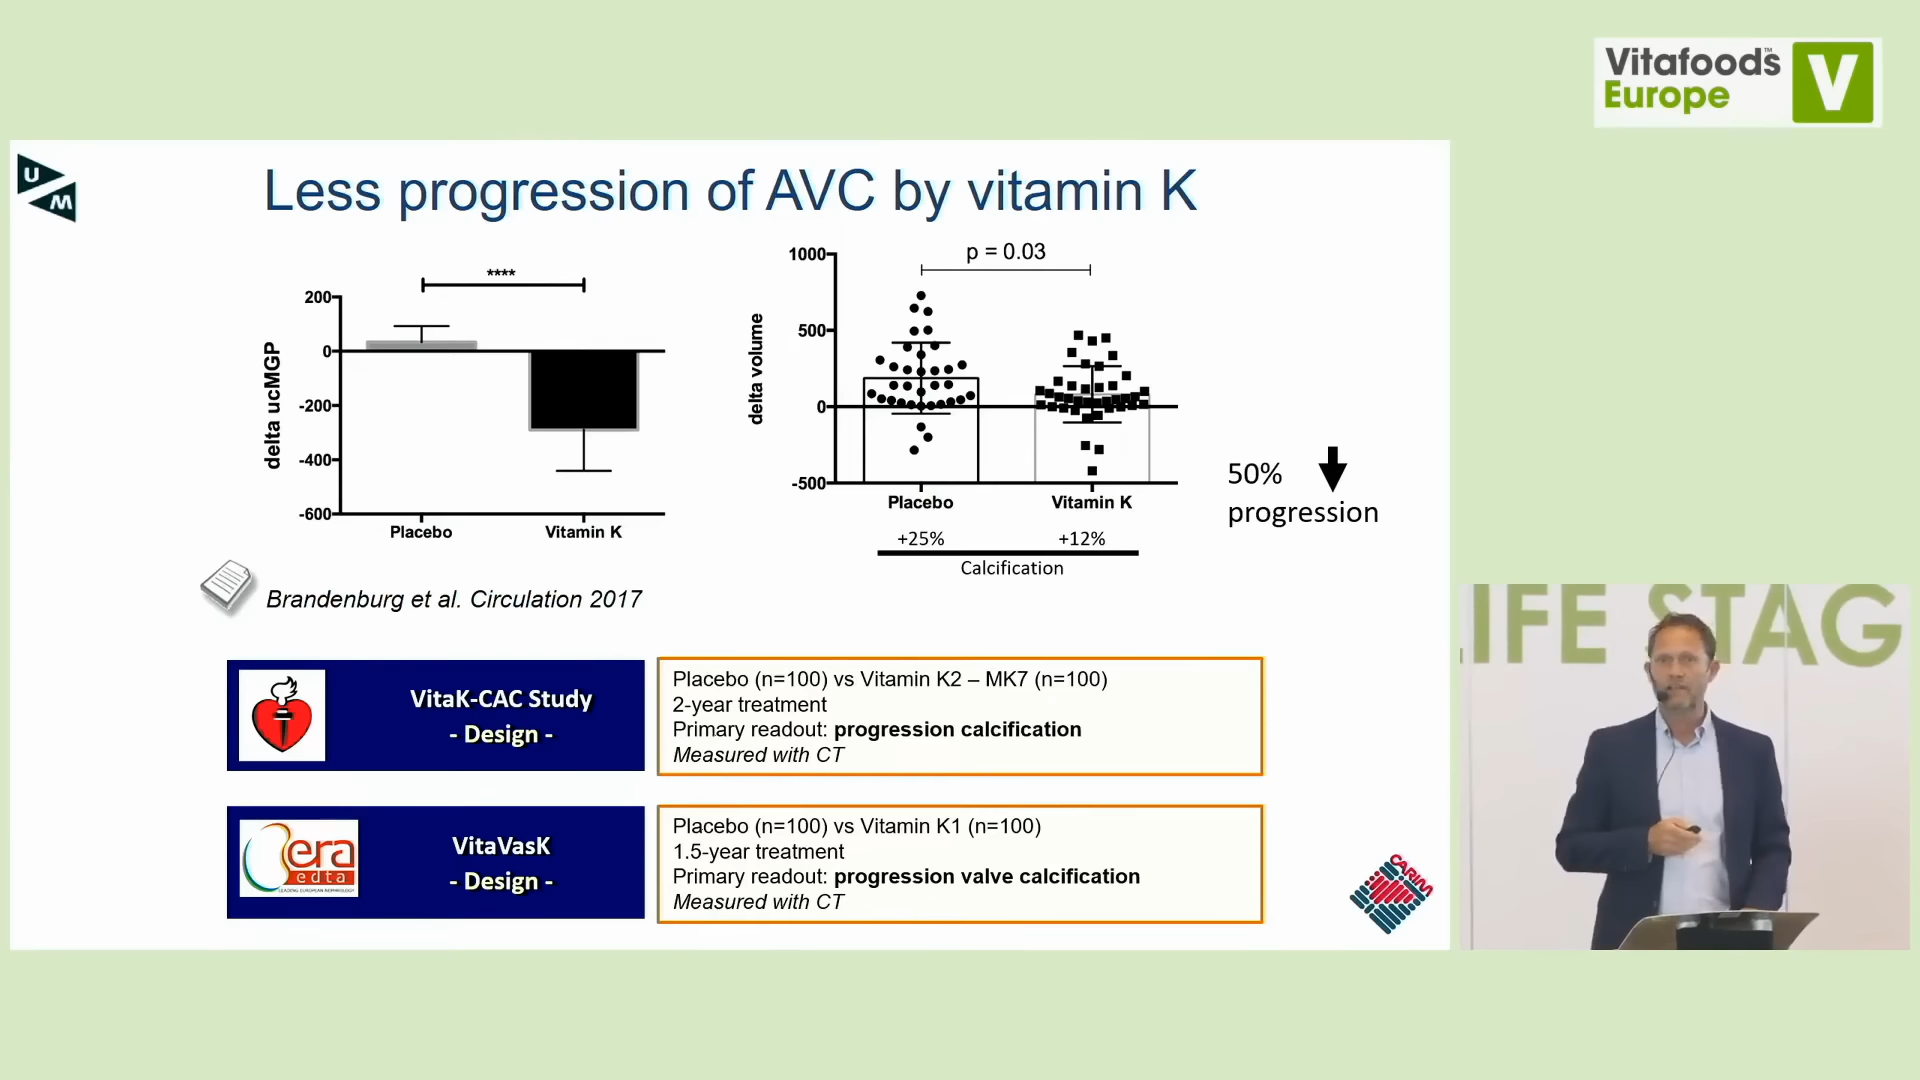 Vitafoods™
Europe
V
U
M
Less progression of AVC by vitamin K
****
200
0
-200
-400
-600
delta ucMGP
Placebo
Vitamin K
p = 0.03
1000
500
0
-500
delta volume
Placebo
Vitamin K
+25%
+12%
Calcification
50%
progression
Brandenburg et al. Circulation 2017
VitaK-CAC Study
- Design -
Placebo (n=100) vs Vitamin K2 – MK7 (n=100)
2-year treatment
Primary readout: progression calcification
Measured with CT
era
edta
LEADING EUROPEAN NEPHROLOGY
VitaVasK
- Design -
Placebo (n=100) vs Vitamin K1 (n=100)
1.5-year treatment
Primary readout: progression valve calcification
Measured with CT
CARIM
IFE STAG